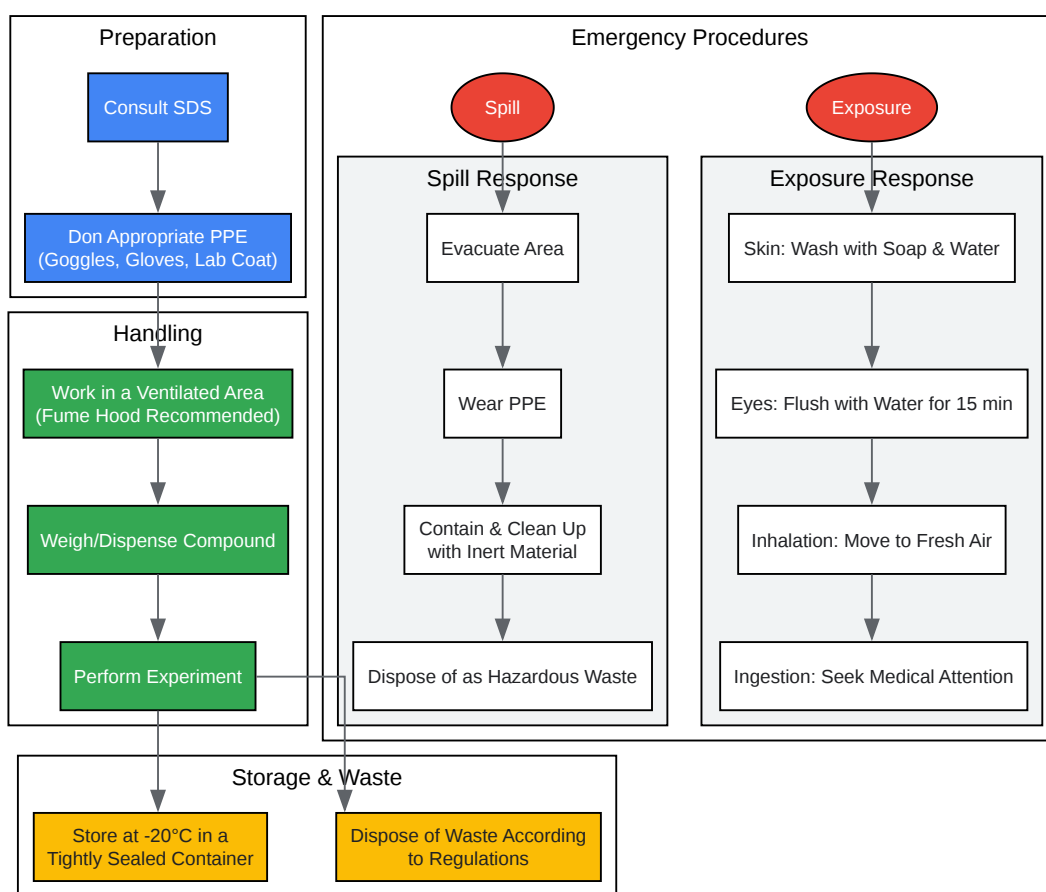 Preparation
Consult SDS
Don Appropriate PPE
(Goggles, Gloves, Lab Coat)
Handling
Work in a Ventilated Area
(Fume Hood Recommended)
Weigh/Dispense Compound
Perform Experiment
Emergency Procedures
Spill
Spill Response
Evacuate Area
Wear PPE
Contain & Clean Up
with Inert Material
Dispose of as Hazardous Waste
Exposure
Exposure Response
Skin: Wash with Soap & Water
Eyes: Flush with Water for 15 min
Inhalation: Move to Fresh Air
Ingestion: Seek Medical Attention
Storage & Waste
Store at -20°C in a
Tightly Sealed Container
Dispose of Waste According
to Regulations